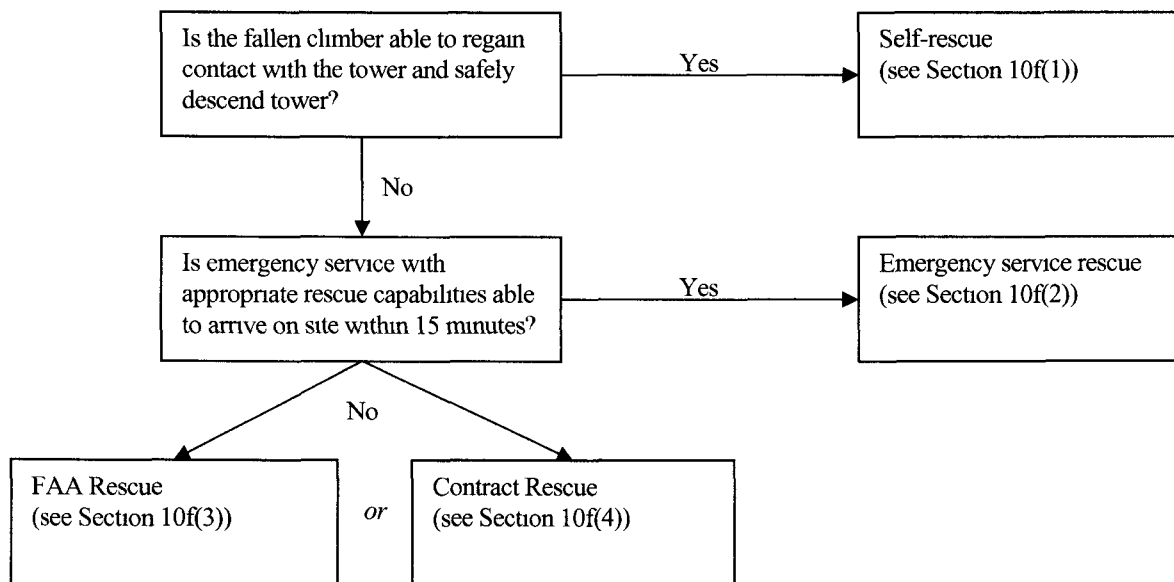 Is the fallen climber able to regain
contact with the tower and safely
descend tower?
Yes
Self-rescue
(see Section 10f(1))
No
Is emergency service with
appropriate rescue capabilities able
to arrive on site within 15 minutes?
Yes
Emergency service rescue
(see Section 10f(2))
No
FAA Rescue
(see Section 10f(3))
or
Contract Rescue
(see Section 10f(4))